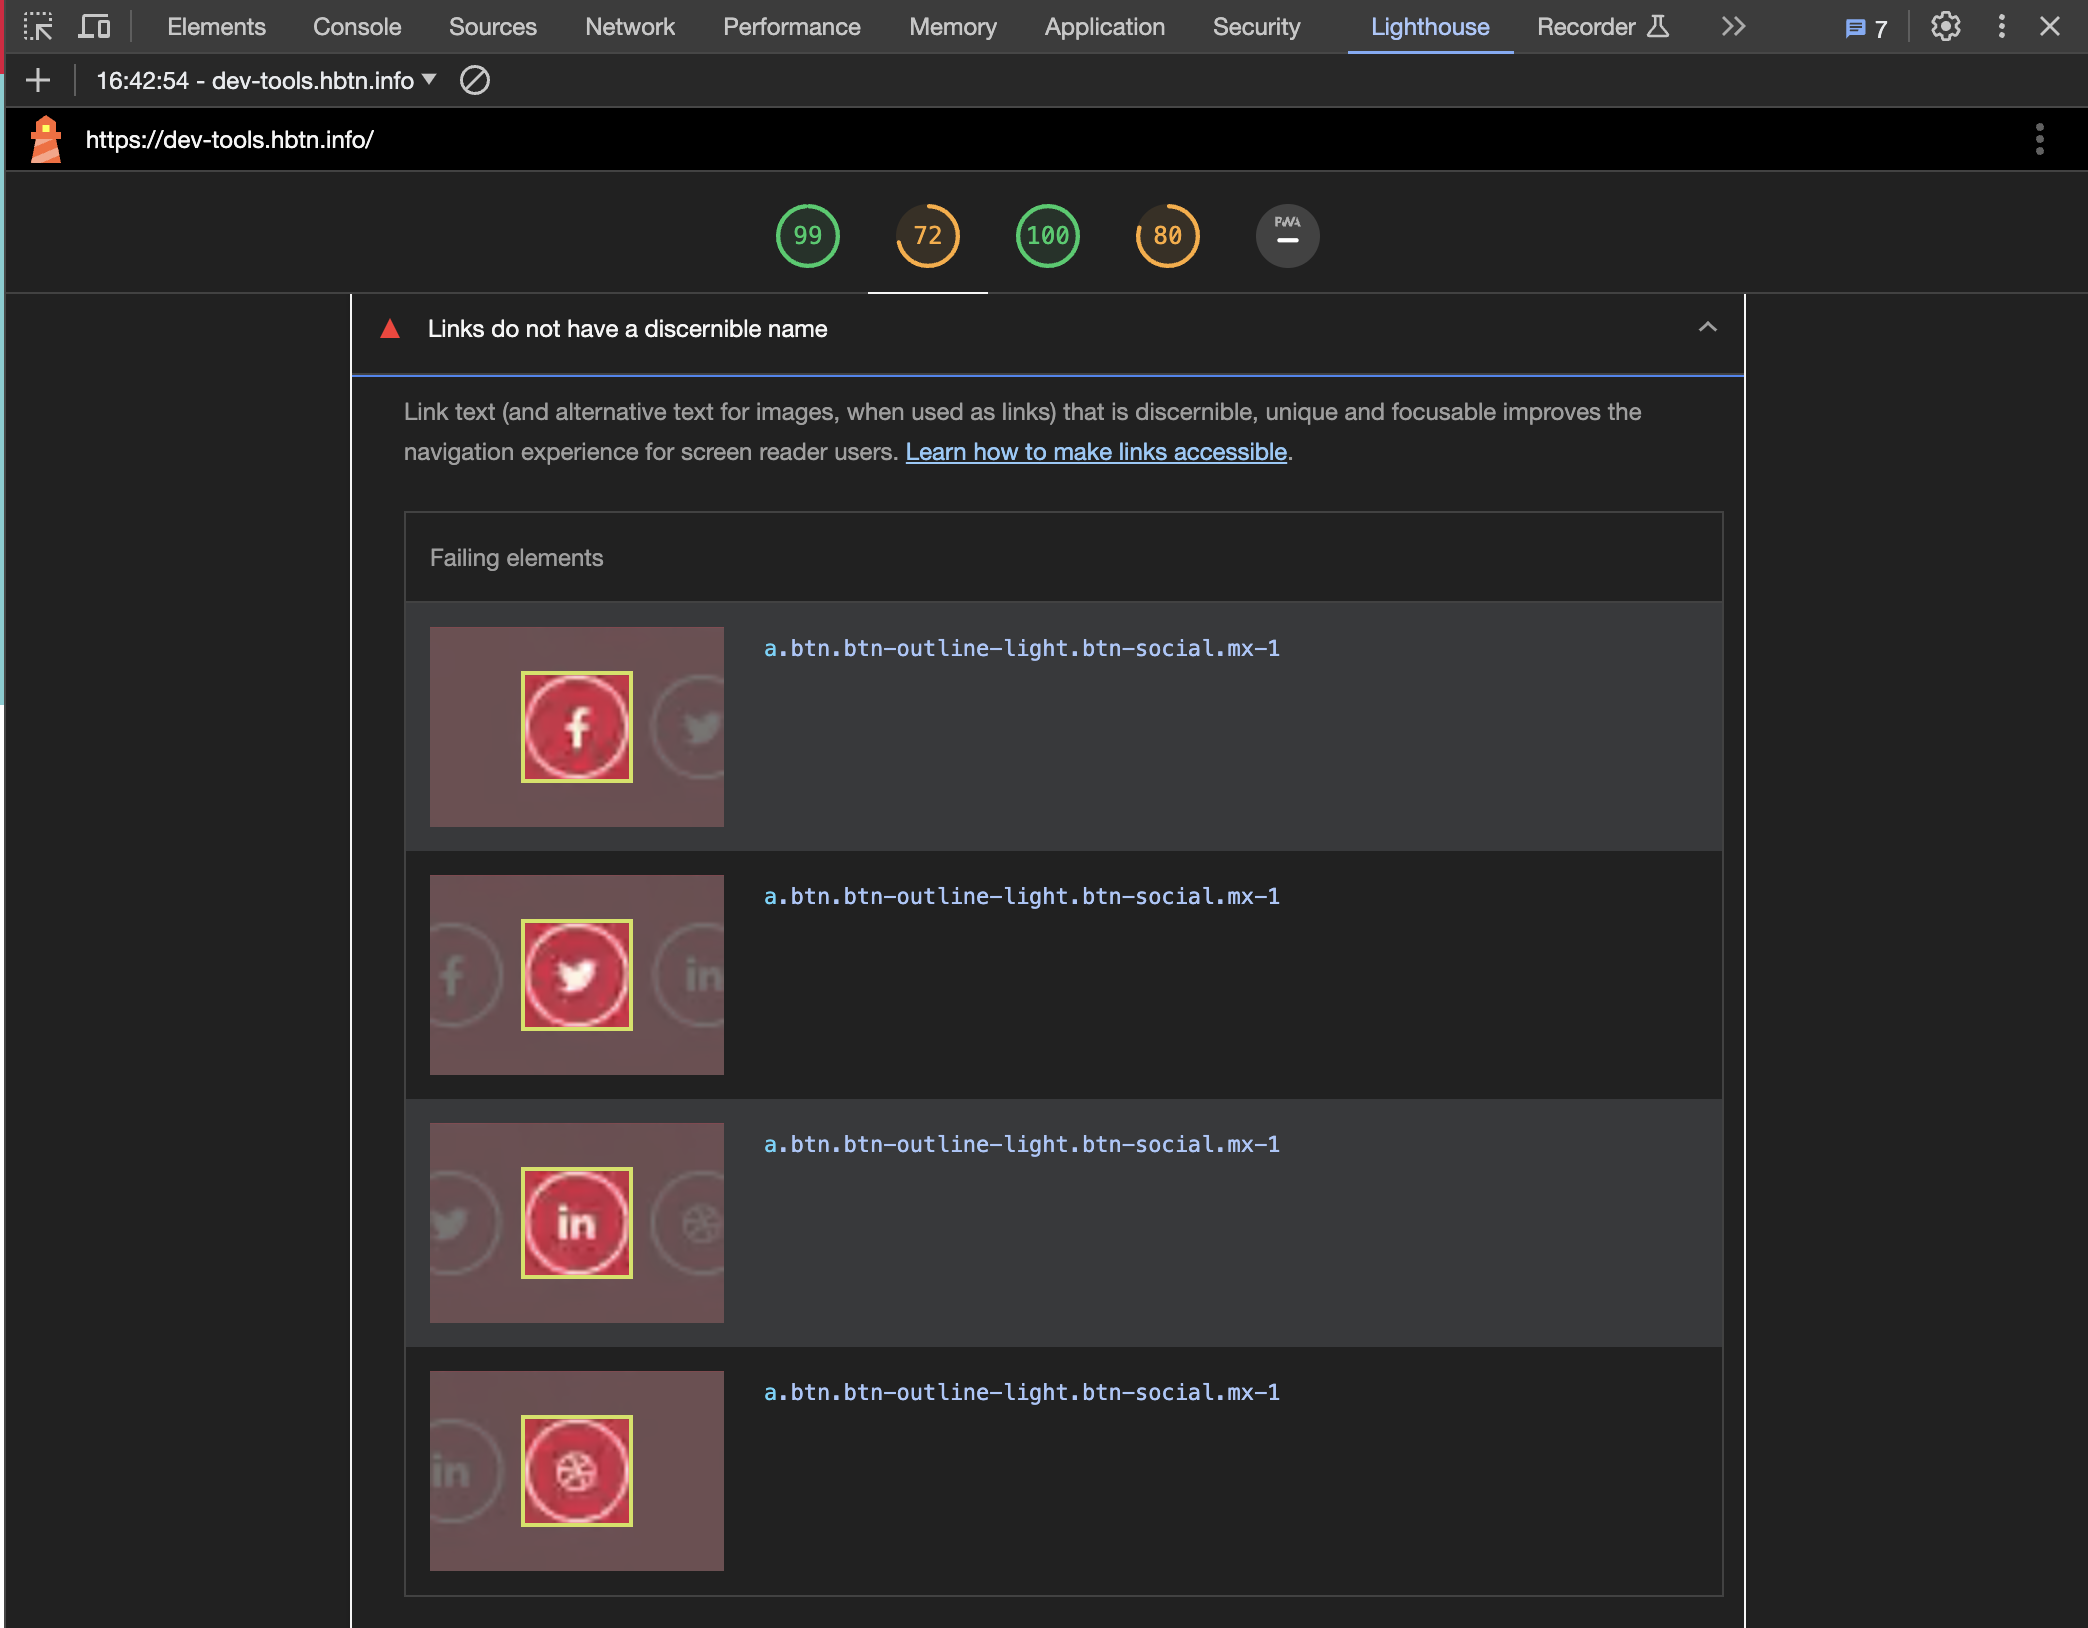 Elements Console Sources Network Performance Memory Application Security Lighthouse Recorder 7
16:42:54 - dev-tools.hbtn.info
https://dev-tools.hbtn.info/
99 72 100 80 PWA
Links do not have a discernible name
Link text (and alternative text for images, when used as links) that is discernible, unique and focusable improves the
navigation experience for screen reader users. Learn how to make links accessible.
Failing elements
a.btn.btn-outline-light.btn-social.mx-1
f
a.btn.btn-outline-light.btn-social.mx-1
f in
a.btn.btn-outline-light.btn-social.mx-1
in
a.btn.btn-outline-light.btn-social.mx-1
in